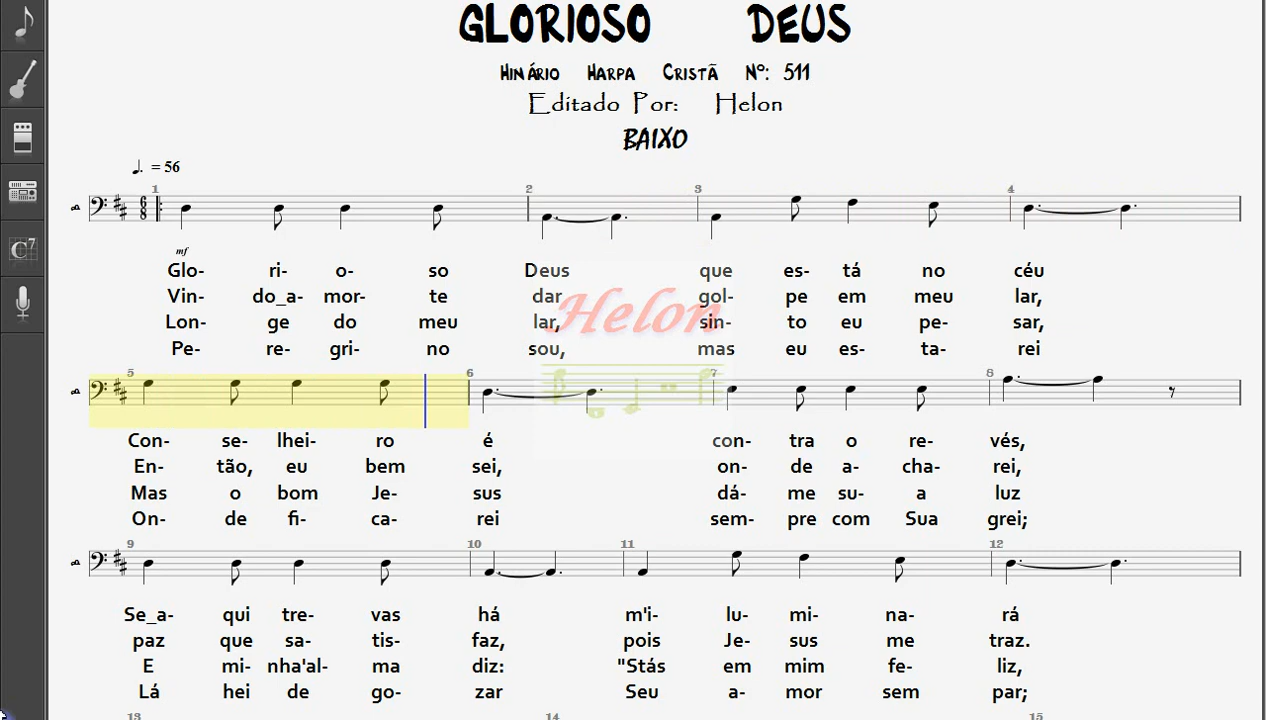 GLORIOSO DEUS
Hinário Harpa Cristã Nº: 511
Editado Por: Helon
BAIXO
= 56
1 2 3 4
6
8
mf
Glo- ri- o- so Deus que es- tá no céu
Vin- do_a- mor- te dar gol- pe em meu lar,
Lon- ge do meu lar, sin- to eu pe- sar,
Pe- re- gri- no sou, mas eu es- ta- rei
Helon
5 6 7 8
Con- se- lhei- ro é con- tra o re- vés,
En- tão, eu bem sei, on- de a- cha- rei,
Mas o bom Je- sus dá- me su- a luz
On- de fi- ca- rei sem- pre com Sua grei;
9 10 11 12
Se_a- qui tre- vas há m'i- lu- mi- na- rá
paz que sa- tis- faz, pois Je- sus me traz.
E mi- nha'al- ma diz: "Stás em mim fe- liz,
Lá hei de go- zar Seu a- mor sem par;
13 14 15
C7